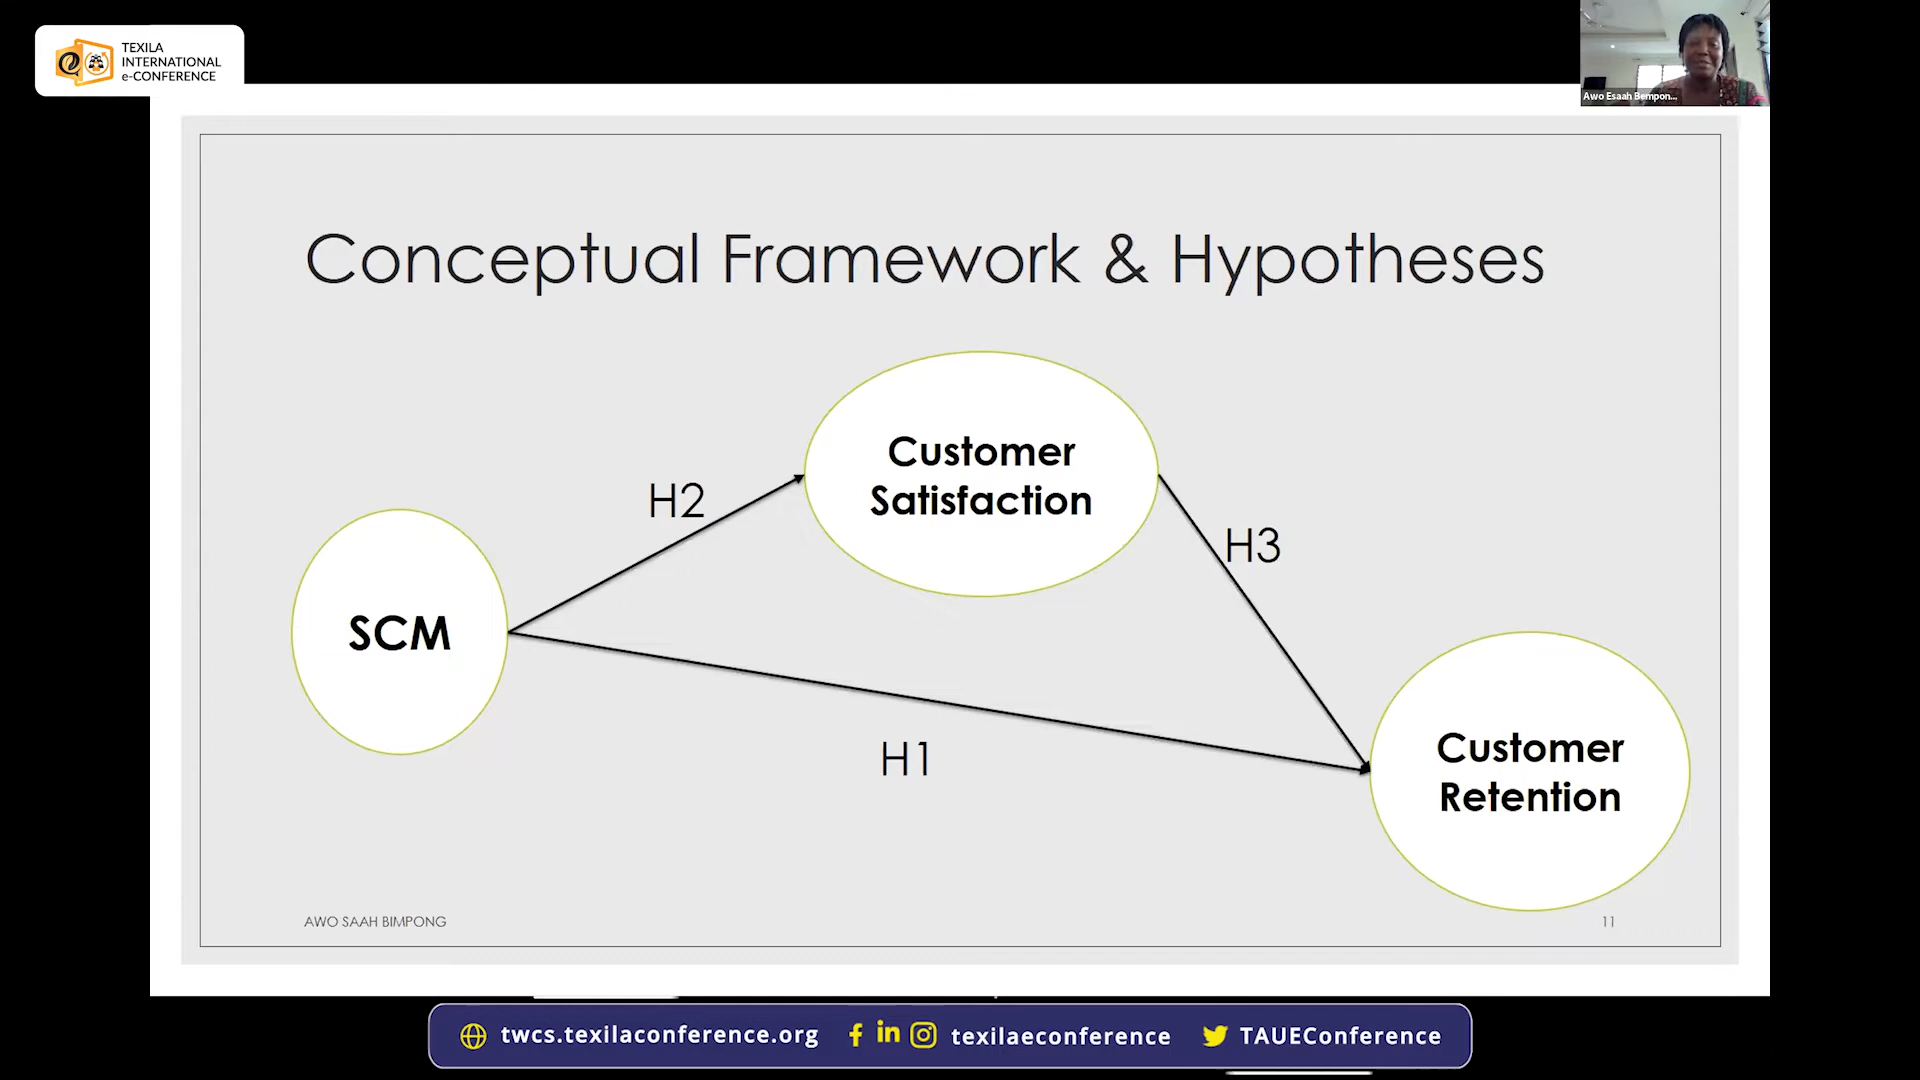 TEXILA
INTERNATIONAL
e-CONFERENCE
Awo Esaah Bempon...
Conceptual Framework & Hypotheses
Customer
Satisfaction
H2
H3
SCM
Customer
Retention
H1
AWO SAAH BIMPONG
11
twcs.texilaconference.org
texilaeconference
TAUEConference